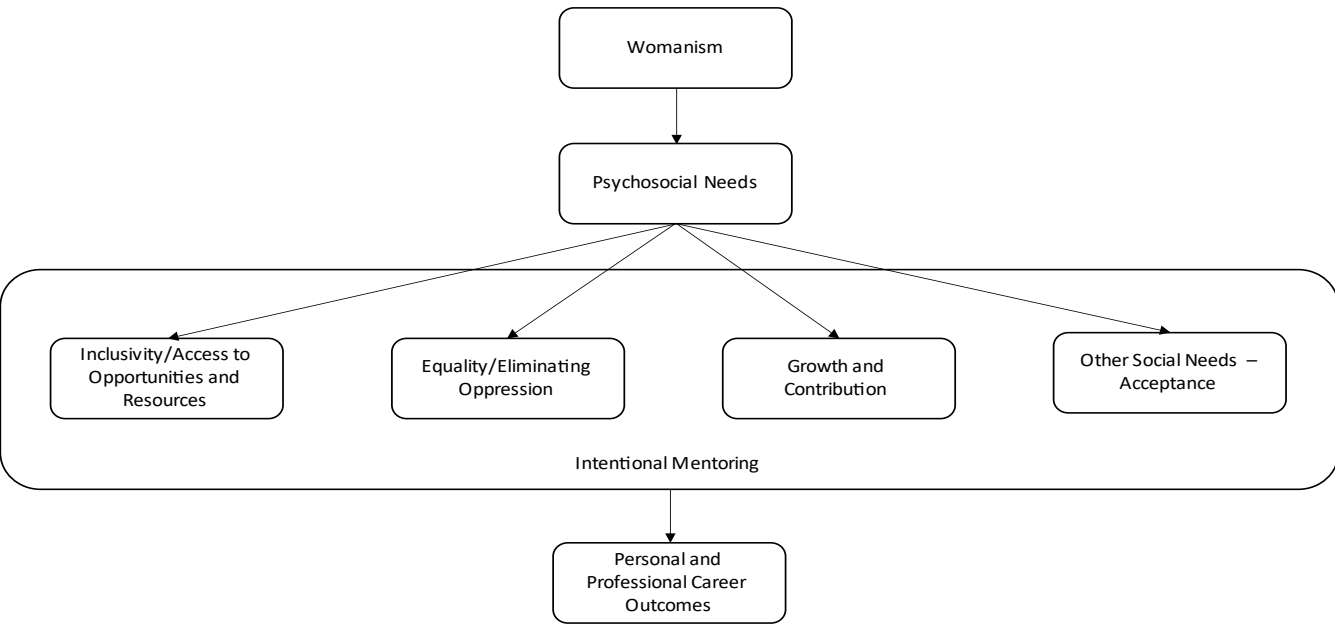 Womanism
Psychosocial Needs
Inclusivity/Access to
Opportunities and
Resources
Equality/Eliminating
Oppression
Growth and
Contribution
Other Social Needs –
Acceptance
Intentional Mentoring
Personal and
Professional Career
Outcomes